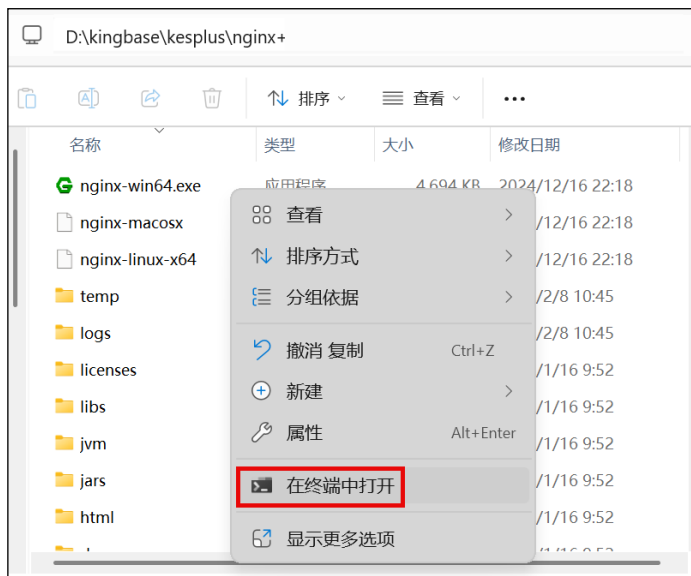 D:\kingbase\kesplus\nginx+
排序 查看 •••
名称 类型 大小 修改日期
nginx-win64.exe 应用程序 4,694 KB 2024/12/16 22:18
nginx-macosx /12/16 22:18
nginx-linux-x64 /12/16 22:18
temp /2/8 10:45
logs /2/8 10:45
licenses /1/16 9:52
libs /1/16 9:52
jvm /1/16 9:52
jars /1/16 9:52
html /1/16 9:52
查看
排序方式
分组依据
撤消 复制 Ctrl+Z
新建
属性 Alt+Enter
在终端中打开
显示更多选项